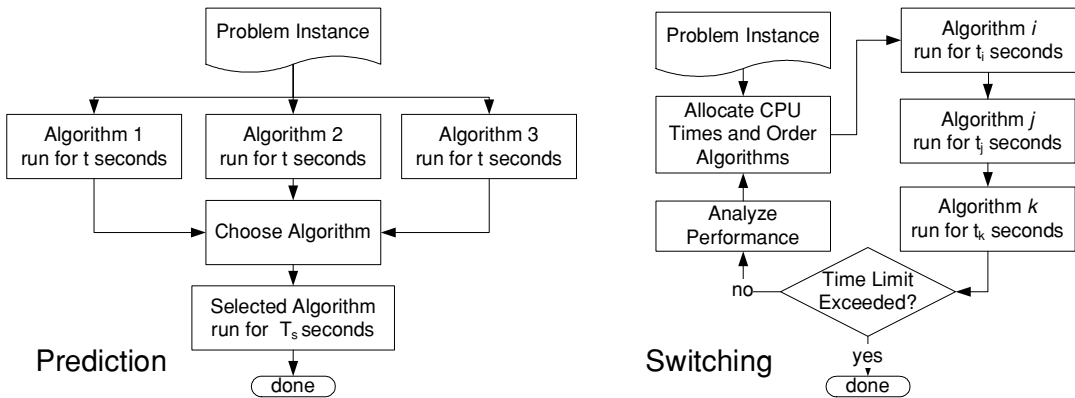 Problem Instance
Algorithm 1
run for t seconds
Algorithm 2
run for t seconds
Algorithm 3
run for t seconds
Choose Algorithm
Selected Algorithm
run for Ts seconds
Prediction
done
Problem Instance
Allocate CPU
Times and Order
Algorithms
Algorithm i
run for ti seconds
Algorithm j
run for tj seconds
Algorithm k
run for tk seconds
Analyze
Performance
Time Limit
Exceeded?
no
yes
Switching
done